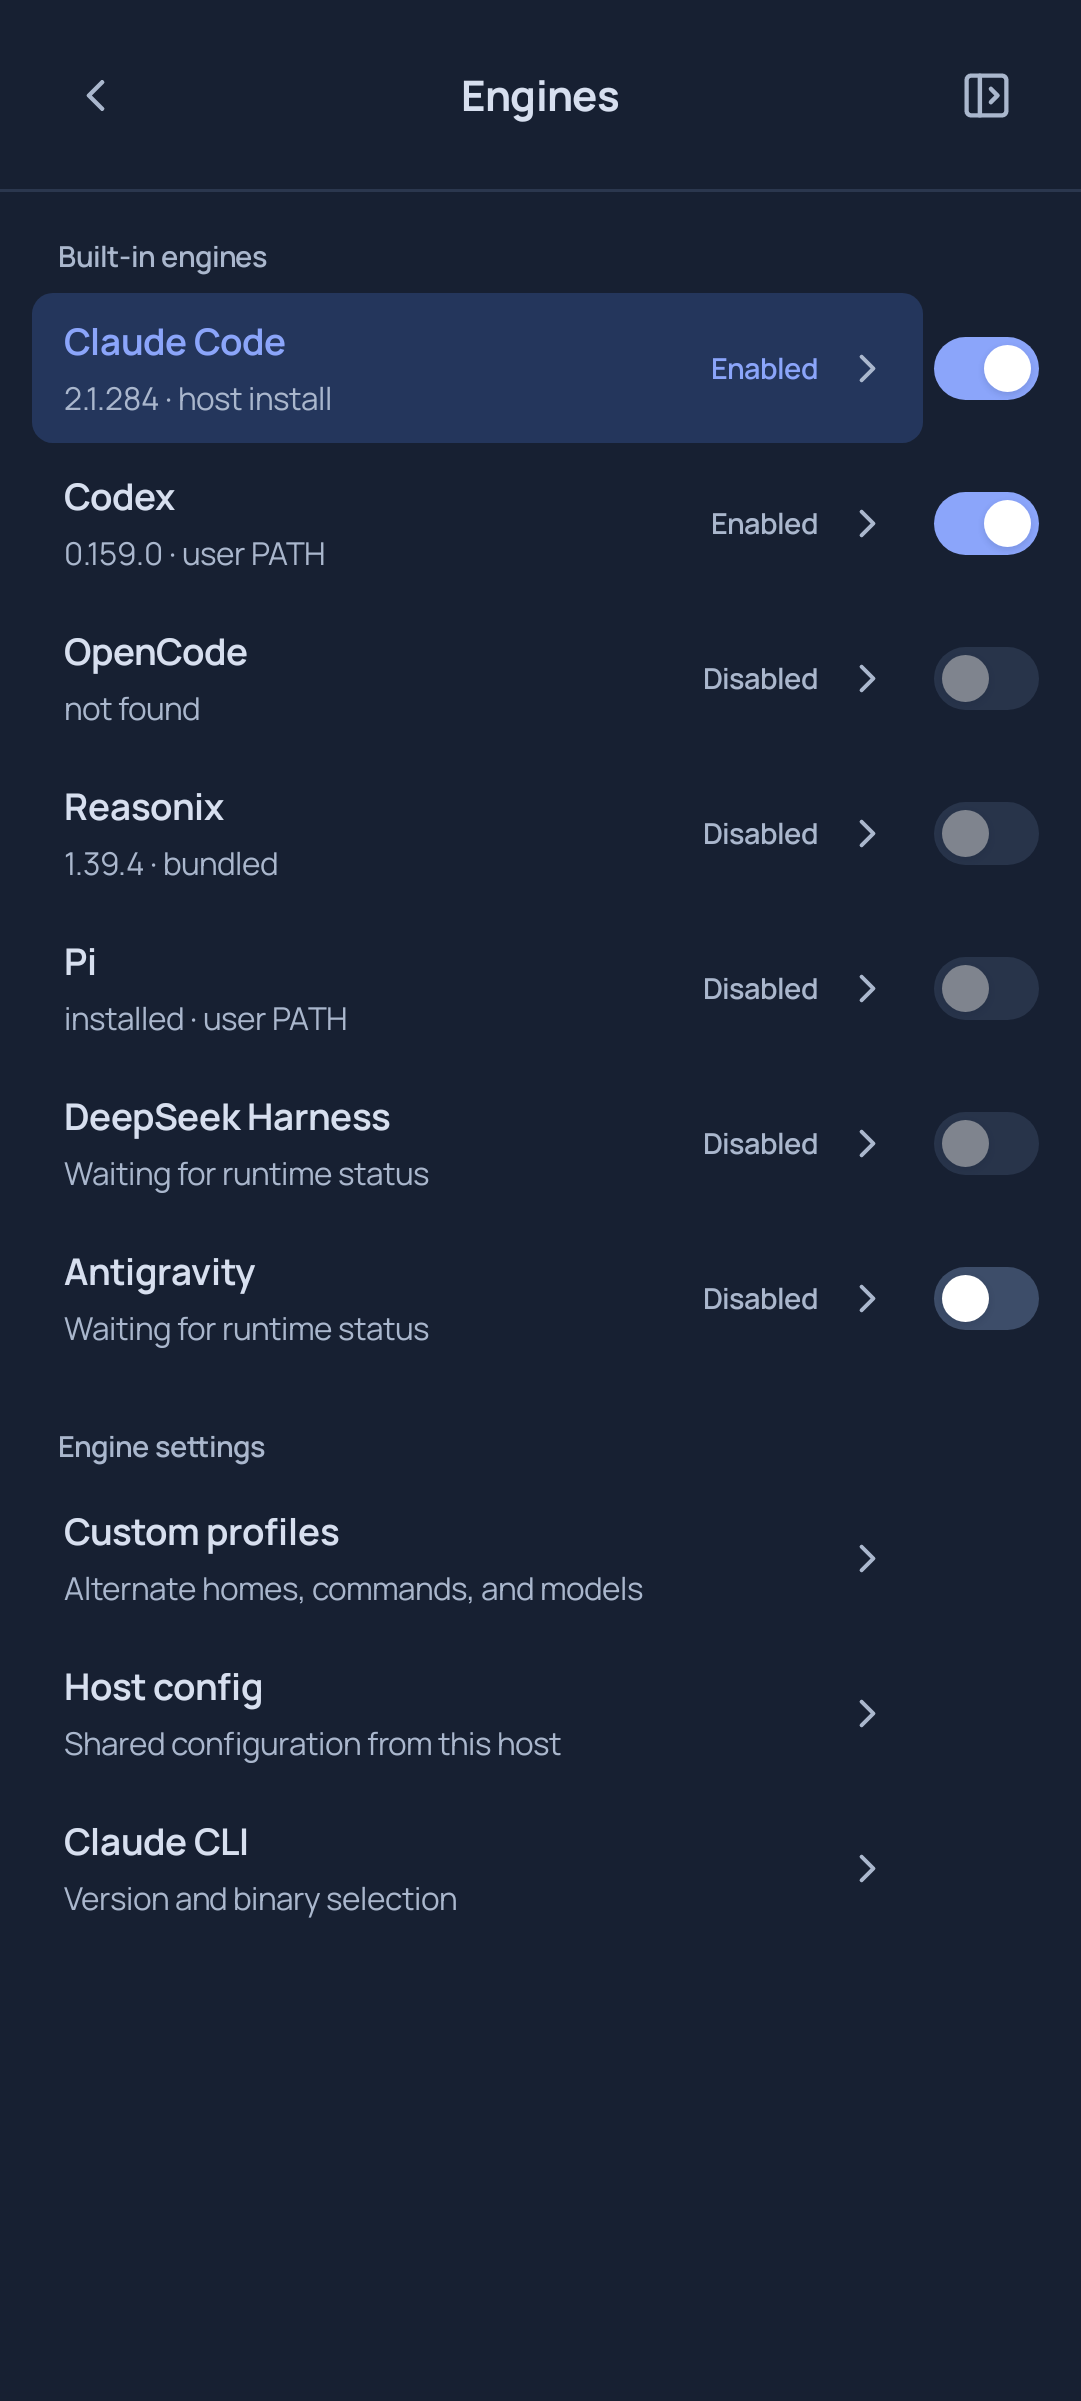 Engines
Built-in engines
Claude Code
2.1.284 · host install
Enabled
Codex
0.159.0 · user PATH
Enabled
OpenCode
not found
Disabled
Reasonix
1.39.4 · bundled
Disabled
Pi
installed · user PATH
Disabled
DeepSeek Harness
Waiting for runtime status
Disabled
Antigravity
Waiting for runtime status
Disabled
Engine settings
Custom profiles
Alternate homes, commands, and models
Host config
Shared configuration from this host
Claude CLI
Version and binary selection